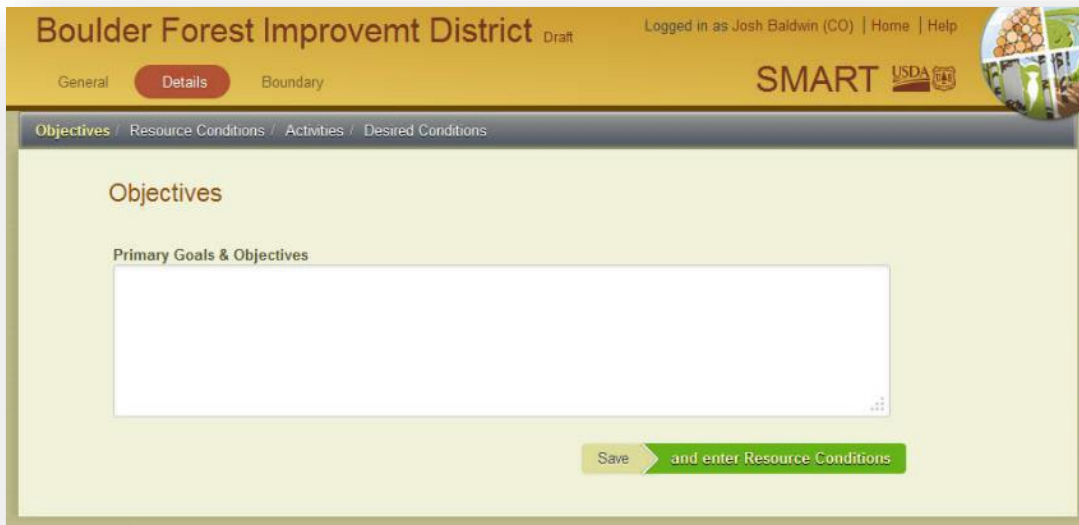 Boulder Forest Improvemt District Draft
Logged in as Josh Baldwin (CO) | Home | Help
General Details Boundary
SMART USDA
Objectives / Resource Conditions / Activities / Desired Conditions
Objectives
Primary Goals & Objectives
Save and enter Resource Conditions